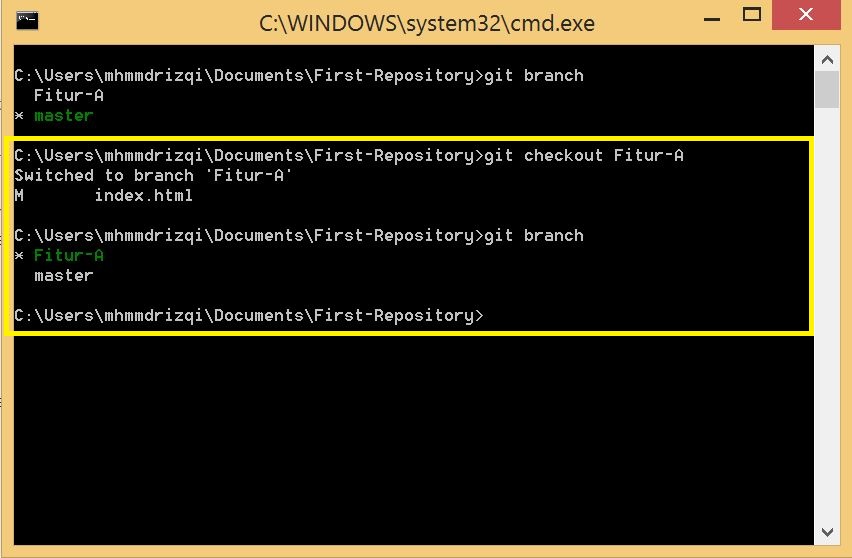 C:\WINDOWS\system32\cmd.exe
C:\Users\mhmmdrizqi\Documents\First-Repository>git branch
  Fitur-A
* master
C:\Users\mhmmdrizqi\Documents\First-Repository>git checkout Fitur-A
Switched to branch 'Fitur-A'
M       index.html
C:\Users\mhmmdrizqi\Documents\First-Repository>git branch
* Fitur-A
  master
C:\Users\mhmmdrizqi\Documents\First-Repository>